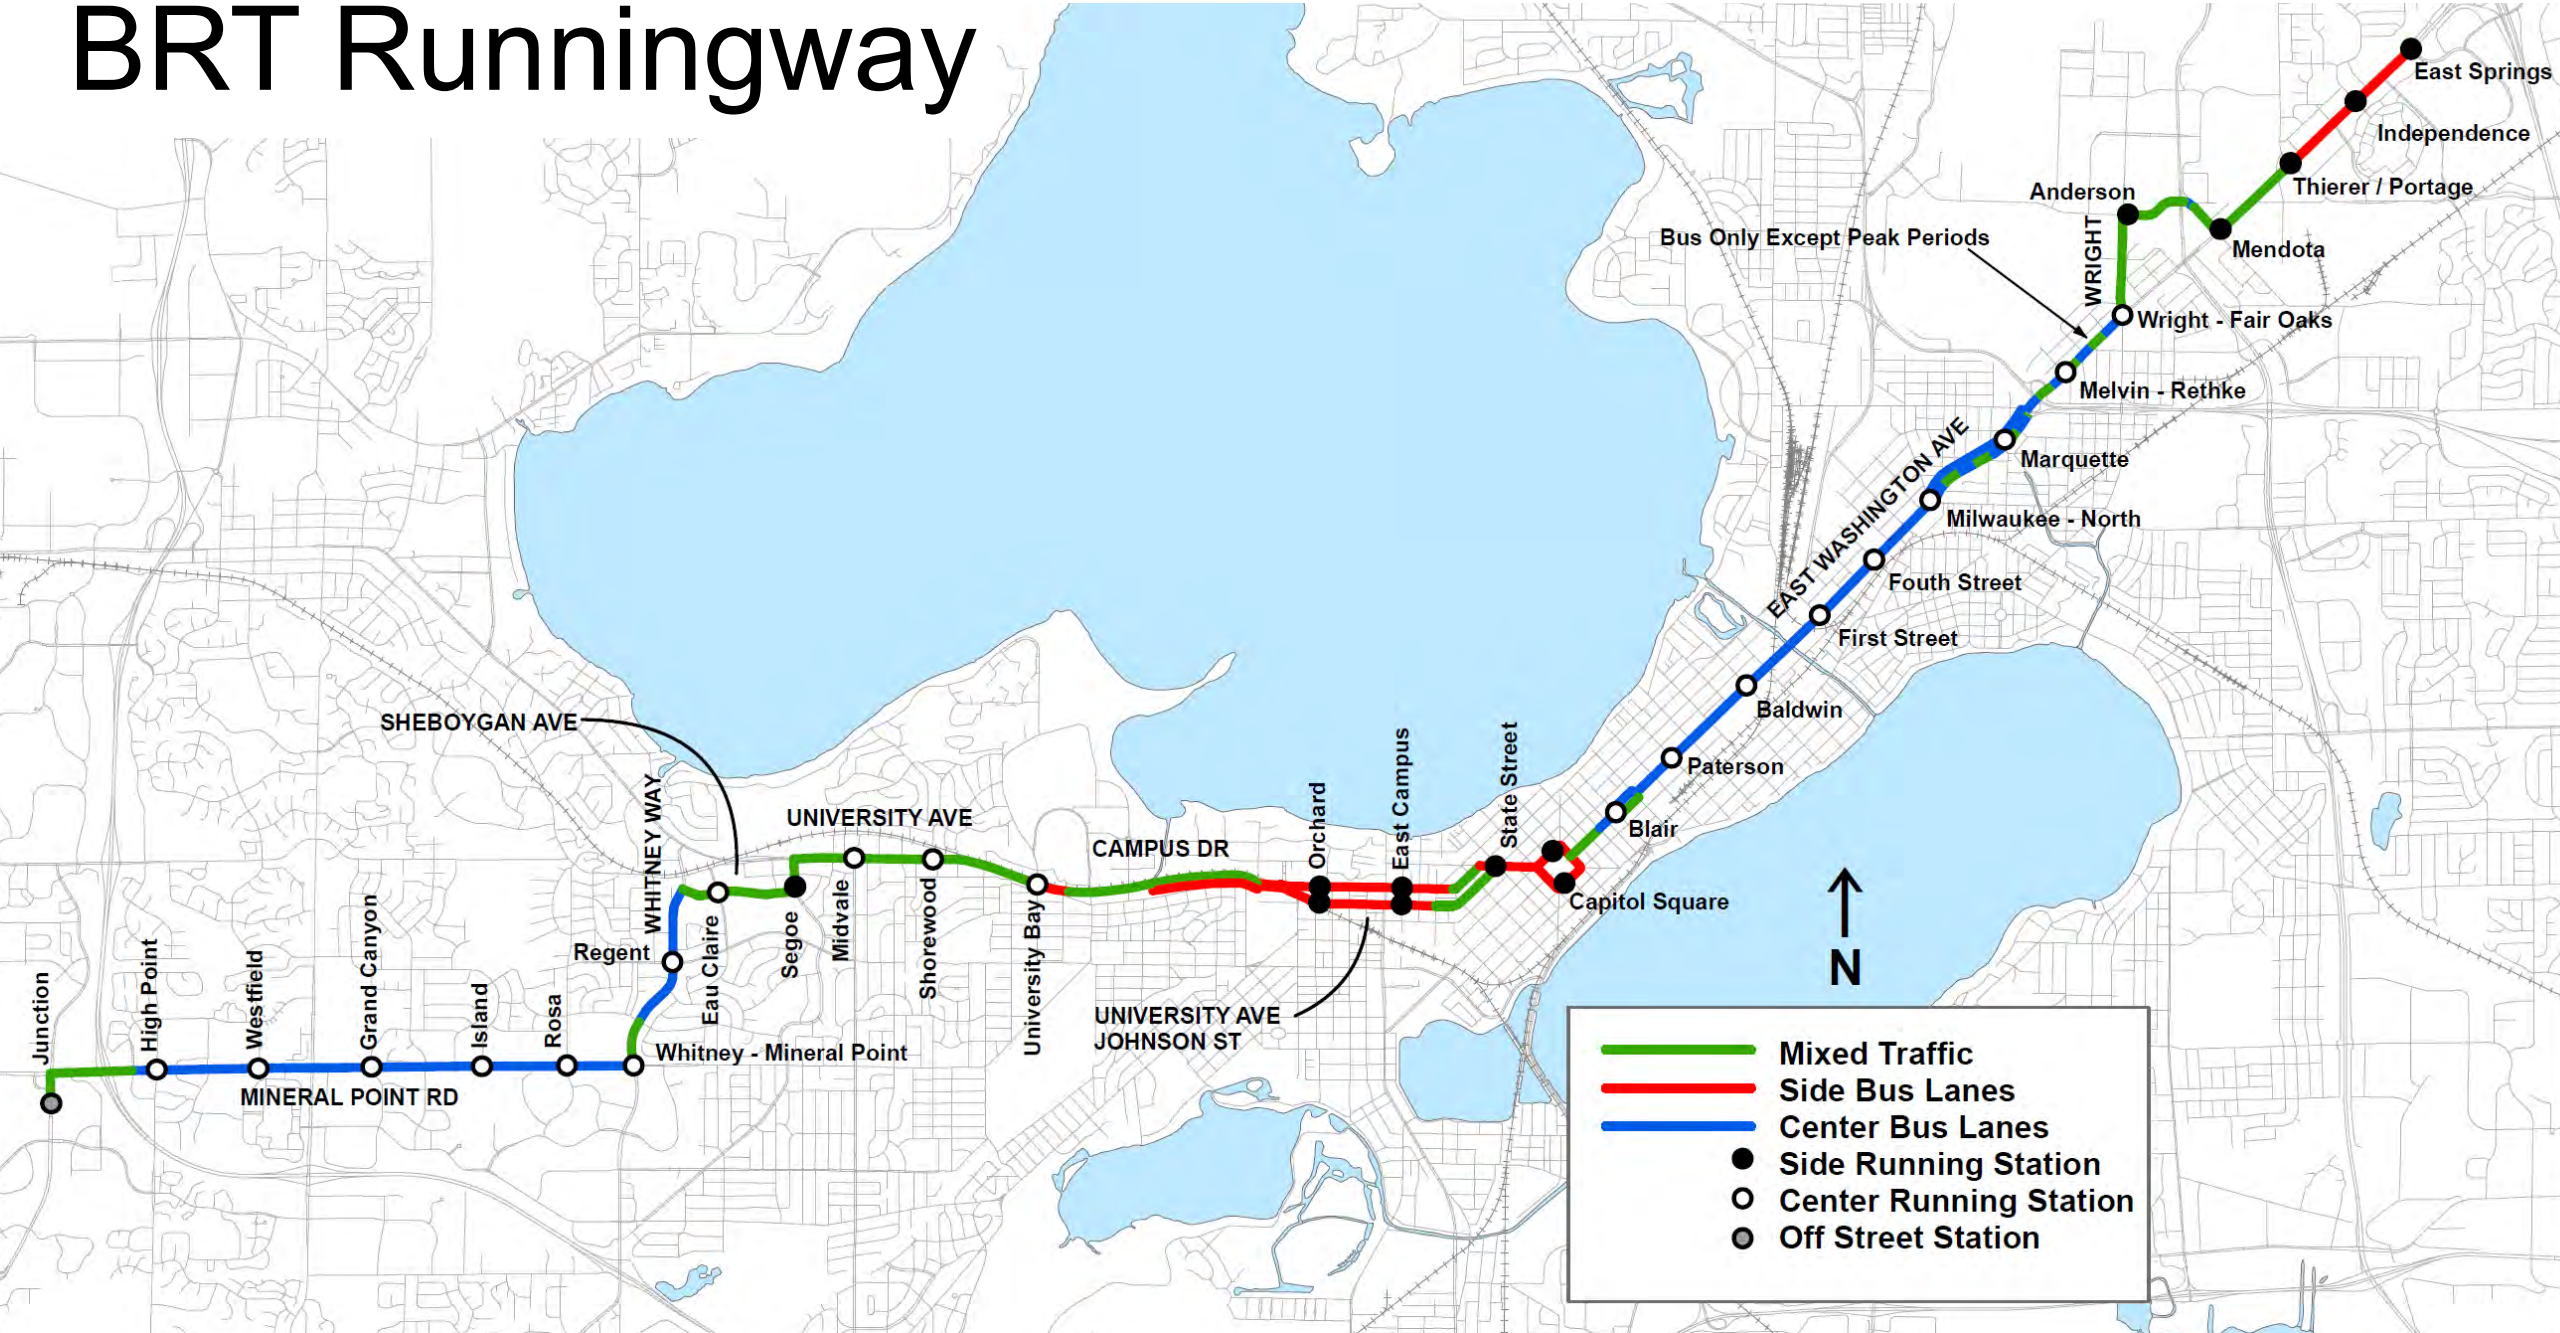 BRT Runningway
East Springs
Independence
Thierer / Portage
Anderson
Mendota
WRIGHT
Bus Only Except Peak Periods
Wright - Fair Oaks
Melvin - Rethke
Marquette
EAST WASHINGTON AVE
Milwaukee - North
Fouth Street
First Street
Baldwin
Paterson
Blair
State Street
Capitol Square
East Campus
Orchard
CAMPUS DR
UNIVERSITY AVE
JOHNSON ST
University Bay
Shorewood
UNIVERSITY AVE
Midvale
Segoe
SHEBOYGAN AVE
Eau Claire
WHITNEY WAY
Regent
Whitney - Mineral Point
Rosa
Island
Grand Canyon
Westfield
High Point
Junction
MINERAL POINT RD
N
Mixed Traffic
Side Bus Lanes
Center Bus Lanes
Side Running Station
Center Running Station
Off Street Station